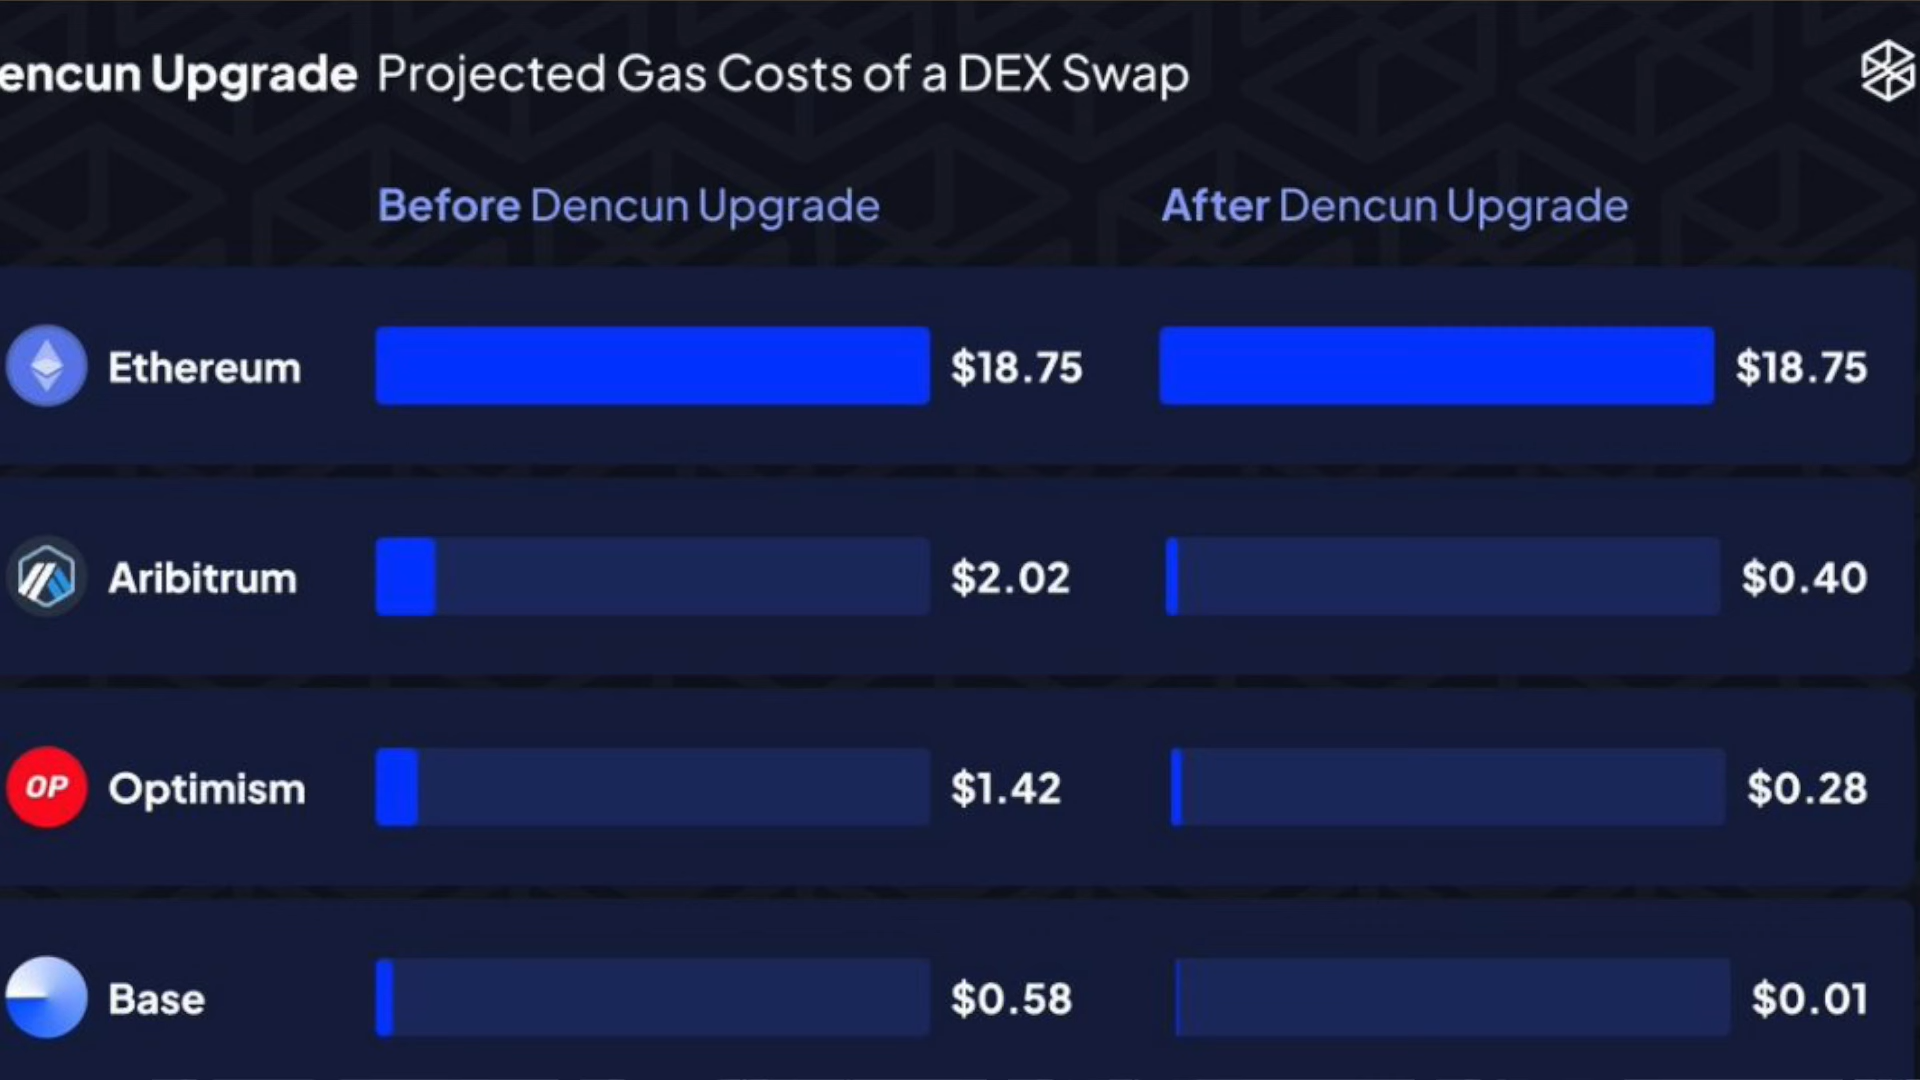 encun Upgrade Projected Gas Costs of a DEX Swap
Before Dencun Upgrade After Dencun Upgrade
Ethereum $18.75 $18.75
Aribitrum $2.02 $0.40
OP Optimism $1.42 $0.28
Base $0.58 $0.01